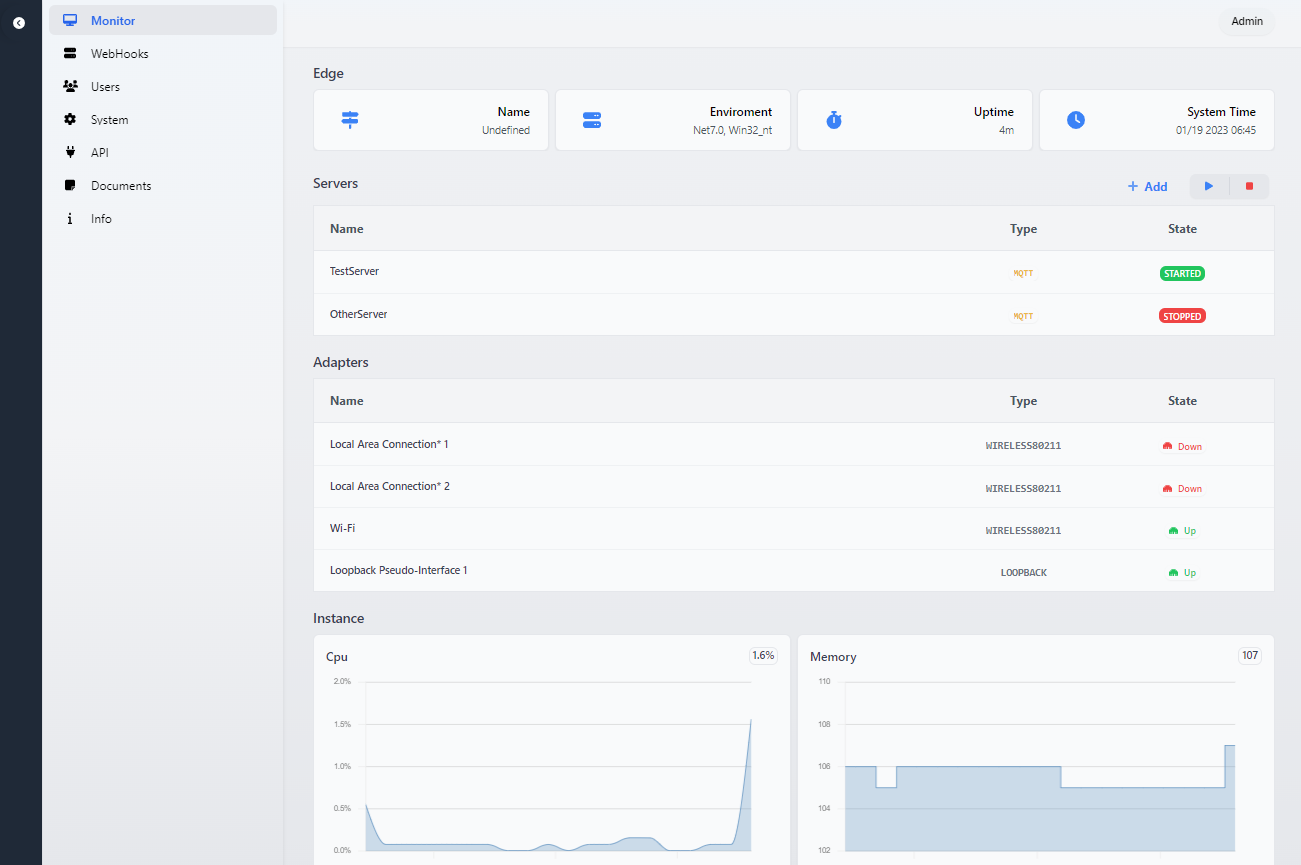 Monitor
WebHooks
Users
System
API
Documents
Info
Admin
Edge
Name
Undefined
Enviroment
Net7.0, Win32_nt
Uptime
4m
System Time
01/19 2023 06:45
Servers
+ Add
Name Type State
TestServer MQTT STARTED
OtherServer MQTT STOPPED
Adapters
Name Type State
Local Area Connection* 1 WIRELESS80211 Down
Local Area Connection* 2 WIRELESS80211 Down
Wi-Fi WIRELESS80211 Up
Loopback Pseudo-Interface 1 LOOPBACK Up
Instance
Cpu 1.6%
2.0%
1.5%
1.0%
0.5%
0.0%
Memory 107
110
108
106
104
102